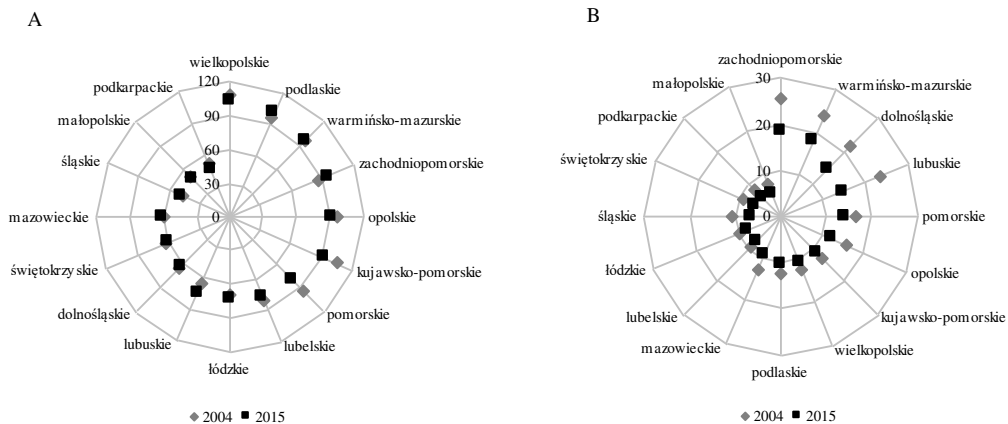 A
wielkopolskie
podlaskie
warmińsko-mazurskie
zachodniopomorskie
opolskie
kujawsko-pomorskie
pomorskie
lubelskie
łódzkie
lubuskie
dolnośląskie
świętokrzyskie
mazowieckie
śląskie
małopolskie
podkarpackie
120
90
60
30
0
2004
2015
B
zachodniopomorskie
warmińsko-mazurskie
dolnośląskie
lubuskie
pomorskie
opolskie
kujawsko-pomorskie
wielkopolskie
podlaskie
mazowieckie
lubelskie
łódzkie
śląskie
świętokrzyskie
podkarpackie
małopolskie
30
20
10
0
2004
2015